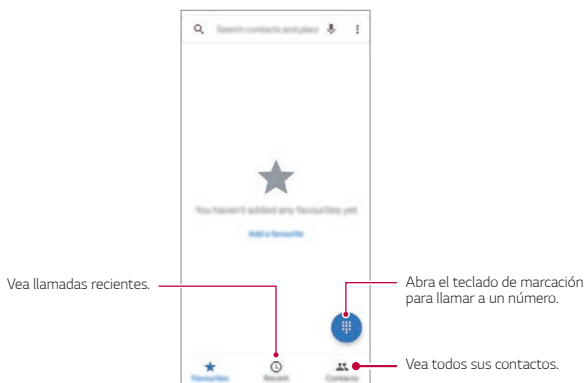 Search contacts and place
You haven't added any favourites yet
Add a favourite
Vea llamadas recientes.
Abra el teclado de marcación
para llamar a un número.
Vea todos sus contactos.
Favourites Recent Contacts